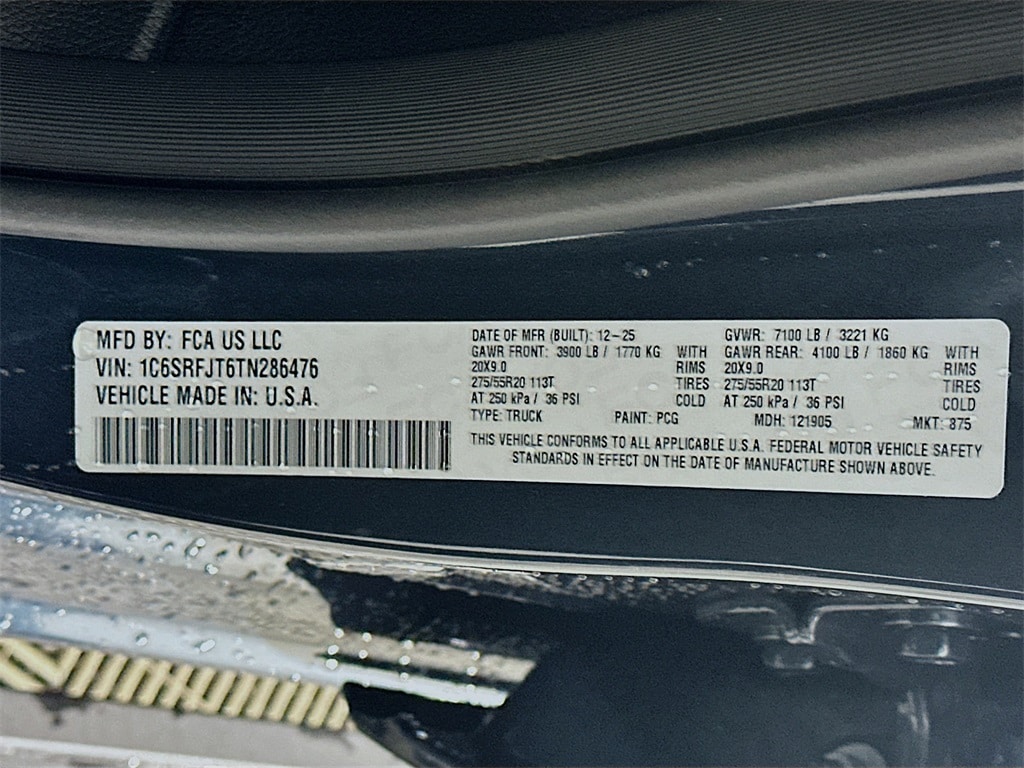 MFD BY: FCA US LLC
VIN: 1C6SRFJT6TN286476
VEHICLE MADE IN: U.S.A.
DATE OF MFR (BUILT): 12-25 GVWR: 7100 LB / 3221 KG
GAWR FRONT: 3900 LB / 1770 KG WITH GAWR REAR: 4100 LB / 1860 KG WITH
20X9.0 RIMS 20X9.0 RIMS
275/55R20 113T TIRES 275/55R20 113T TIRES
AT 250 kPa / 36 PSI COLD AT 250 kPa / 36 PSI COLD
TYPE: TRUCK PAINT: PCG MDH: 121905 MKT: 875
THIS VEHICLE CONFORMS TO ALL APPLICABLE U.S.A. FEDERAL MOTOR VEHICLE SAFETY
STANDARDS IN EFFECT ON THE DATE OF MANUFACTURE SHOWN ABOVE.